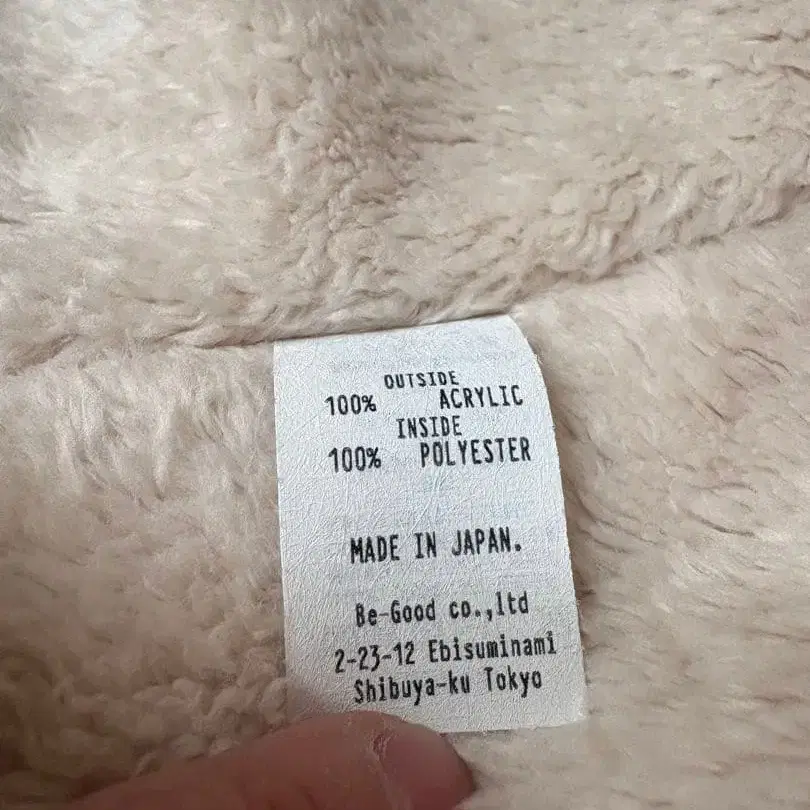 OUTSIDE
100% ACRYLIC
INSIDE
100% POLYESTER
MADE IN JAPAN.
Be-Good co.,ltd
2-23-12 Ebisuminami
Shibuya-ku Tokyo